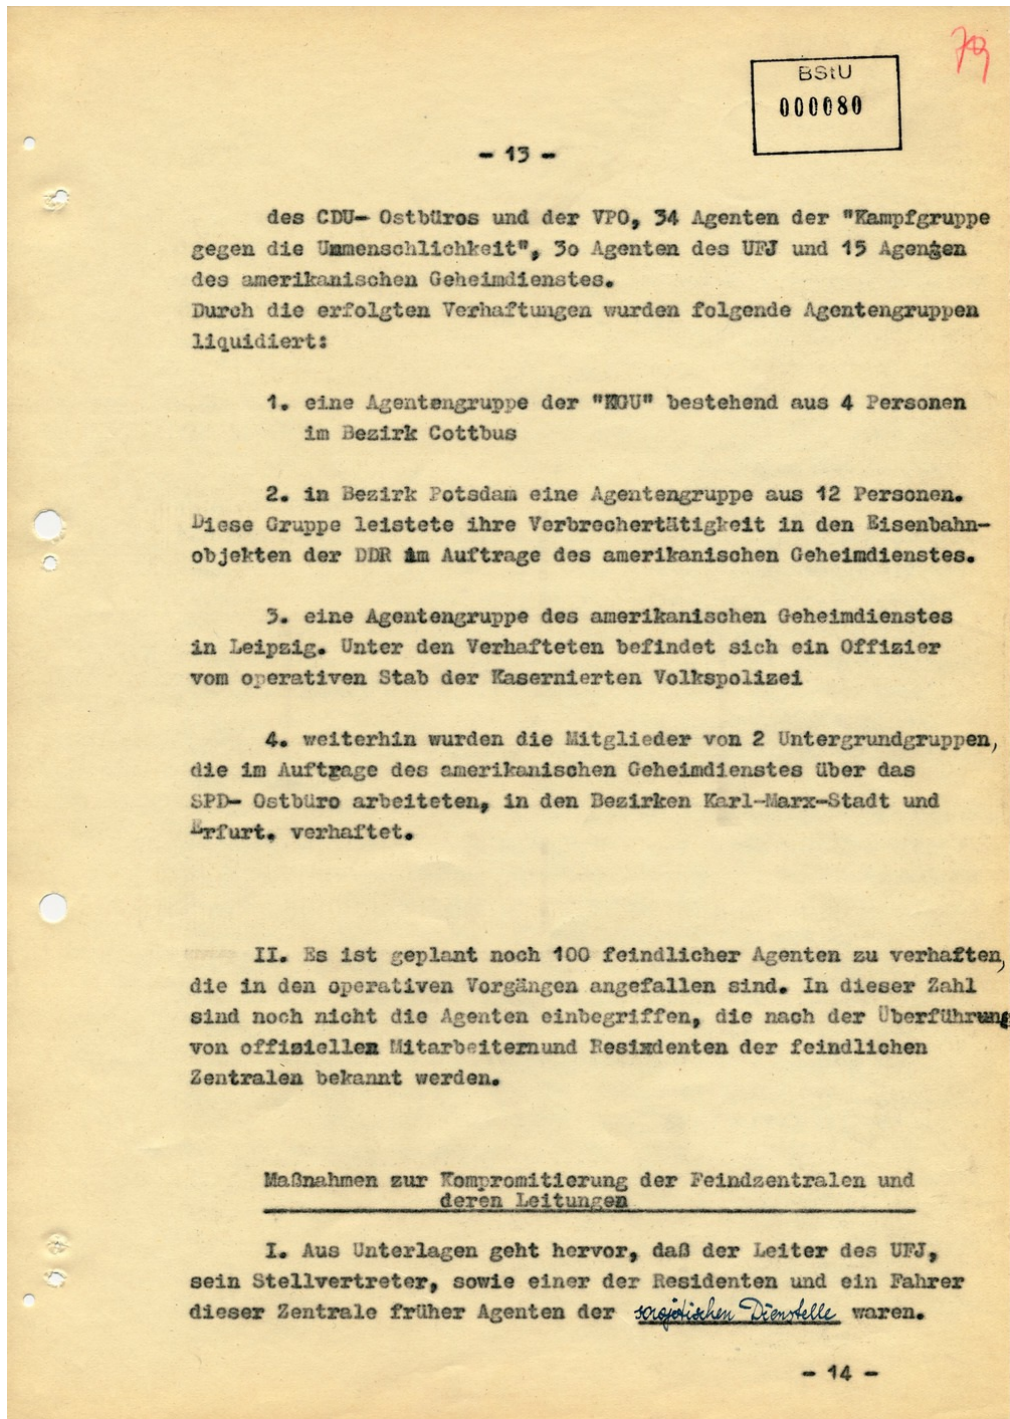 79
BStU
000080
- 13 -
des CDU- Ostbüros und der VPO, 34 Agenten der "Kampfgruppe
gegen die Unmenschlichkeit", 3o Agenten des UFJ und 15 Agenten
des amerikanischen Geheimdienstes.
Durch die erfolgten Verhaftungen wurden folgende Agentengruppen
liquidiert:
1. eine Agentengruppe der "KGU" bestehend aus 4 Personen
im Bezirk Cottbus
2. in Bezirk Potsdam eine Agentengruppe aus 12 Personen.
Diese Gruppe leistete ihre Verbrechertätigkeit in den Eisenbahn-
objekten der DDR im Auftrage des amerikanischen Geheimdienstes.
3. eine Agentengruppe des amerikanischen Geheimdienstes
in Leipzig. Unter den Verhafteten befindet sich ein Offizier
vom operativen Stab der Kasernierten Volkspolizei
4. weiterhin wurden die Mitglieder von 2 Untergrundgruppen,
die im Auftrage des amerikanischen Geheimdienstes über das
SPD- Ostbüro arbeiteten, in den Bezirken Karl-Marx-Stadt und
Erfurt. verhaftet.
II. Es ist geplant noch 100 feindlicher Agenten zu verhaften,
die in den operativen Vorgängen angefallen sind. In dieser Zahl
sind noch nicht die Agenten einbegriffen, die nach der Überführung
von offiziellen Mitarbeiternund Resixdenten der feindlichen
Zentralen bekannt werden.
Maßnahmen zur Kompromitierung der Feindzentralen und
deren Leitungen
I. Aus Unterlagen geht hervor, daß der Leiter des UFJ,
sein Stellvertreter, sowie einer der Residenten und ein Fahrer
dieser Zentrale früher Agenten der sowjetischen Dienstelle waren.
- 14 -